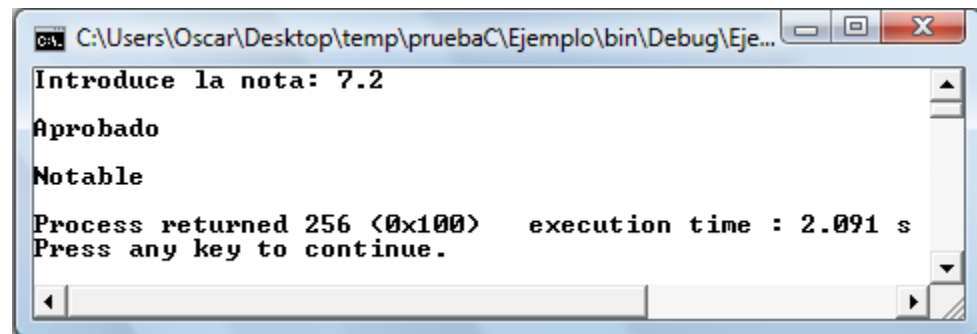 C:\Users\Oscar\Desktop\temp\pruebaC\Ejemplo\bin\Debug\Eje...
Introduce la nota: 7.2
Aprobado
Notable
Process returned 256 (0x100)   execution time : 2.091 s
Press any key to continue.